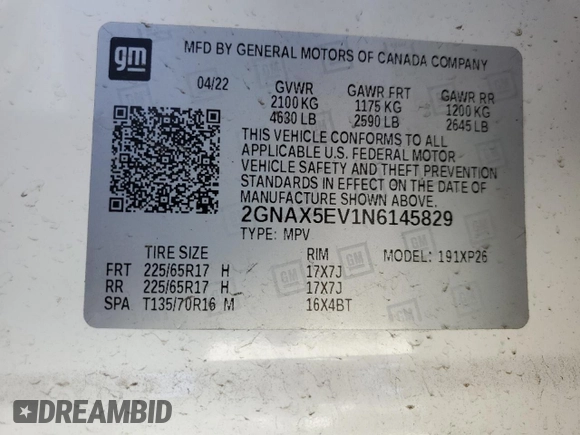 gm
MFD BY GENERAL MOTORS OF CANADA COMPANY
04/22 GVWR GAWR FRT GAWR RR
2100 KG 1175 KG 1200 KG
4630 LB 2590 LB 2645 LB
THIS VEHICLE CONFORMS TO ALL
APPLICABLE U.S. FEDERAL MOTOR
VEHICLE SAFETY AND THEFT PREVENTION
STANDARDS IN EFFECT ON THE DATE OF
MANUFACTURE SHOWN ABOVE.
2GNAX5EV1N6145829
TYPE: MPV MODEL: 191XP26
TIRE SIZE RIM
FRT 225/65R17 H 17X7J
RR 225/65R17 H 17X7J
SPA T135/70R16 M 16X4BT
DREAMBID